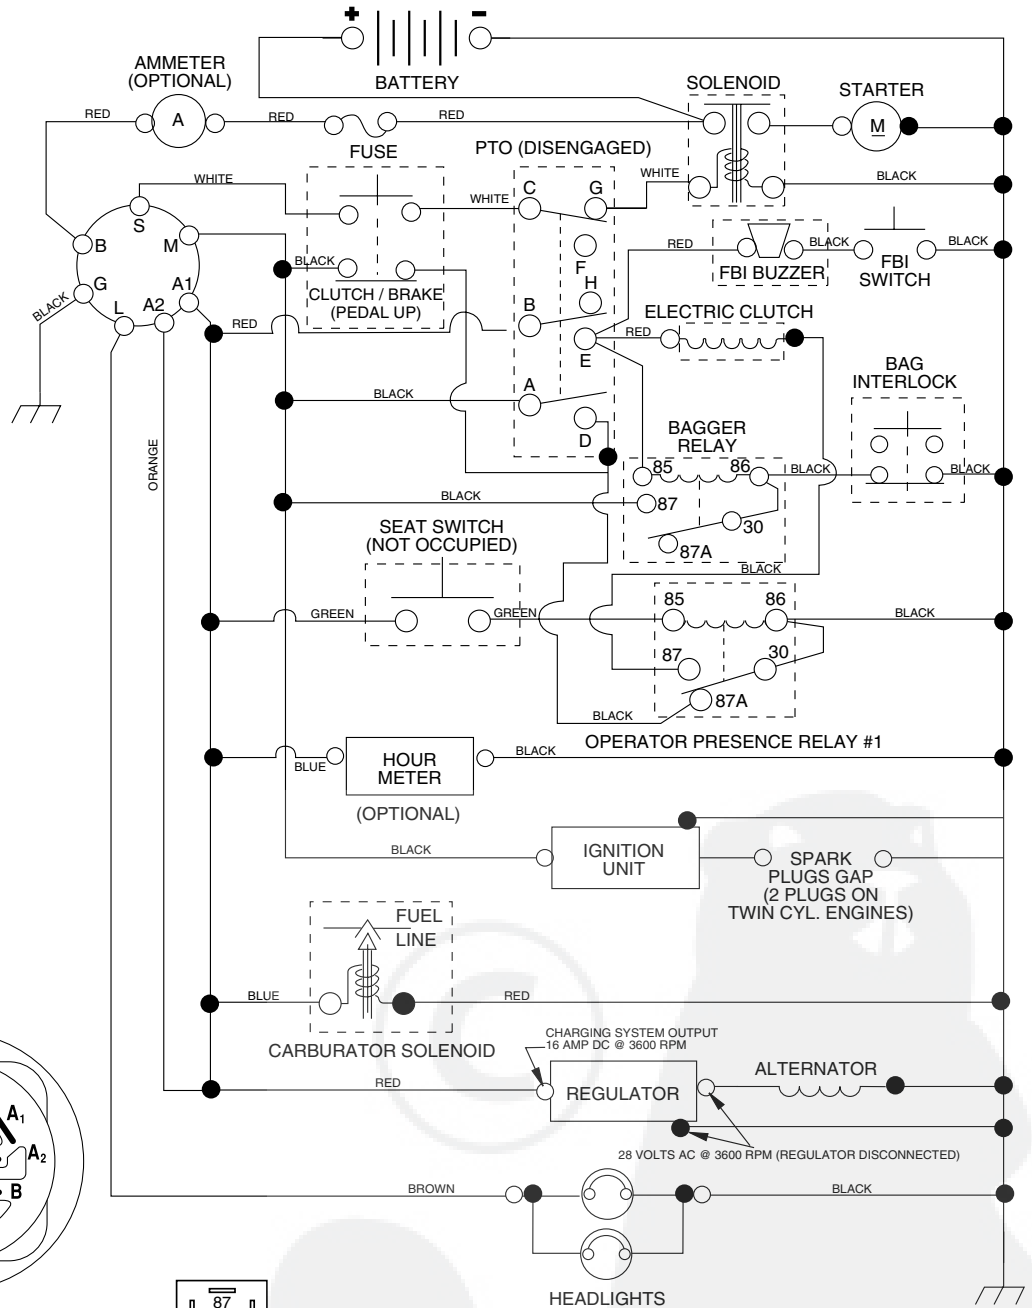 + -
BATTERY
AMMETER
(OPTIONAL)
RED
A
RED
RED
FUSE
SOLENOID
STARTER
M
PTO (DISENGAGED)
WHITE
S
WHITE
C
G
WHITE
BLACK
B
M
F
RED
BLACK
BLACK
FBI BUZZER
FBI
SWITCH
BLACK
G
A1
H
CLUTCH / BRAKE
(PEDAL UP)
BLACK
L
A2
RED
B
E
RED
ELECTRIC CLUTCH
BAG
INTERLOCK
A
BLACK
D
BAGGER
RELAY
ORANGE
85
86
BLACK
BLACK
BLACK
87
30
87A
SEAT SWITCH
(NOT OCCUPIED)
BLACK
GREEN
GREEN
85
86
BLACK
87
30
87A
BLACK
OPERATOR PRESENCE RELAY #1
BLUE
HOUR
METER
BLACK
(OPTIONAL)
BLACK
IGNITION
UNIT
SPARK
PLUGS GAP
(2 PLUGS ON
TWIN CYL. ENGINES)
©
FUEL
LINE
BLUE
RED
CARBURATOR SOLENOID
CHARGING SYSTEM OUTPUT
16 AMP DC @ 3600 RPM
RED
REGULATOR
ALTERNATOR
28 VOLTS AC @ 3600 RPM (REGULATOR DISCONNECTED)
A1
A2
B
BROWN
BLACK
HEADLIGHTS
87